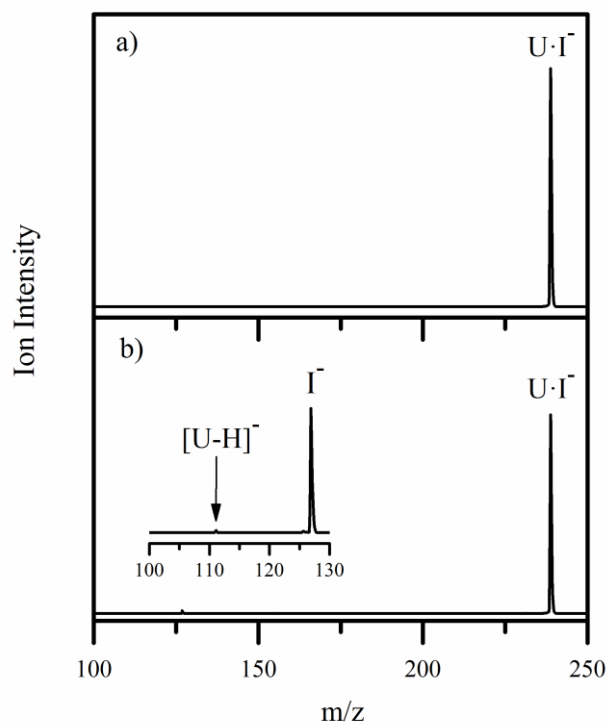 a)
U·I⁻
Ion Intensity
b)
I⁻
U·I⁻
[U-H]⁻
100 110 120 130
100 150 200 250
m/z